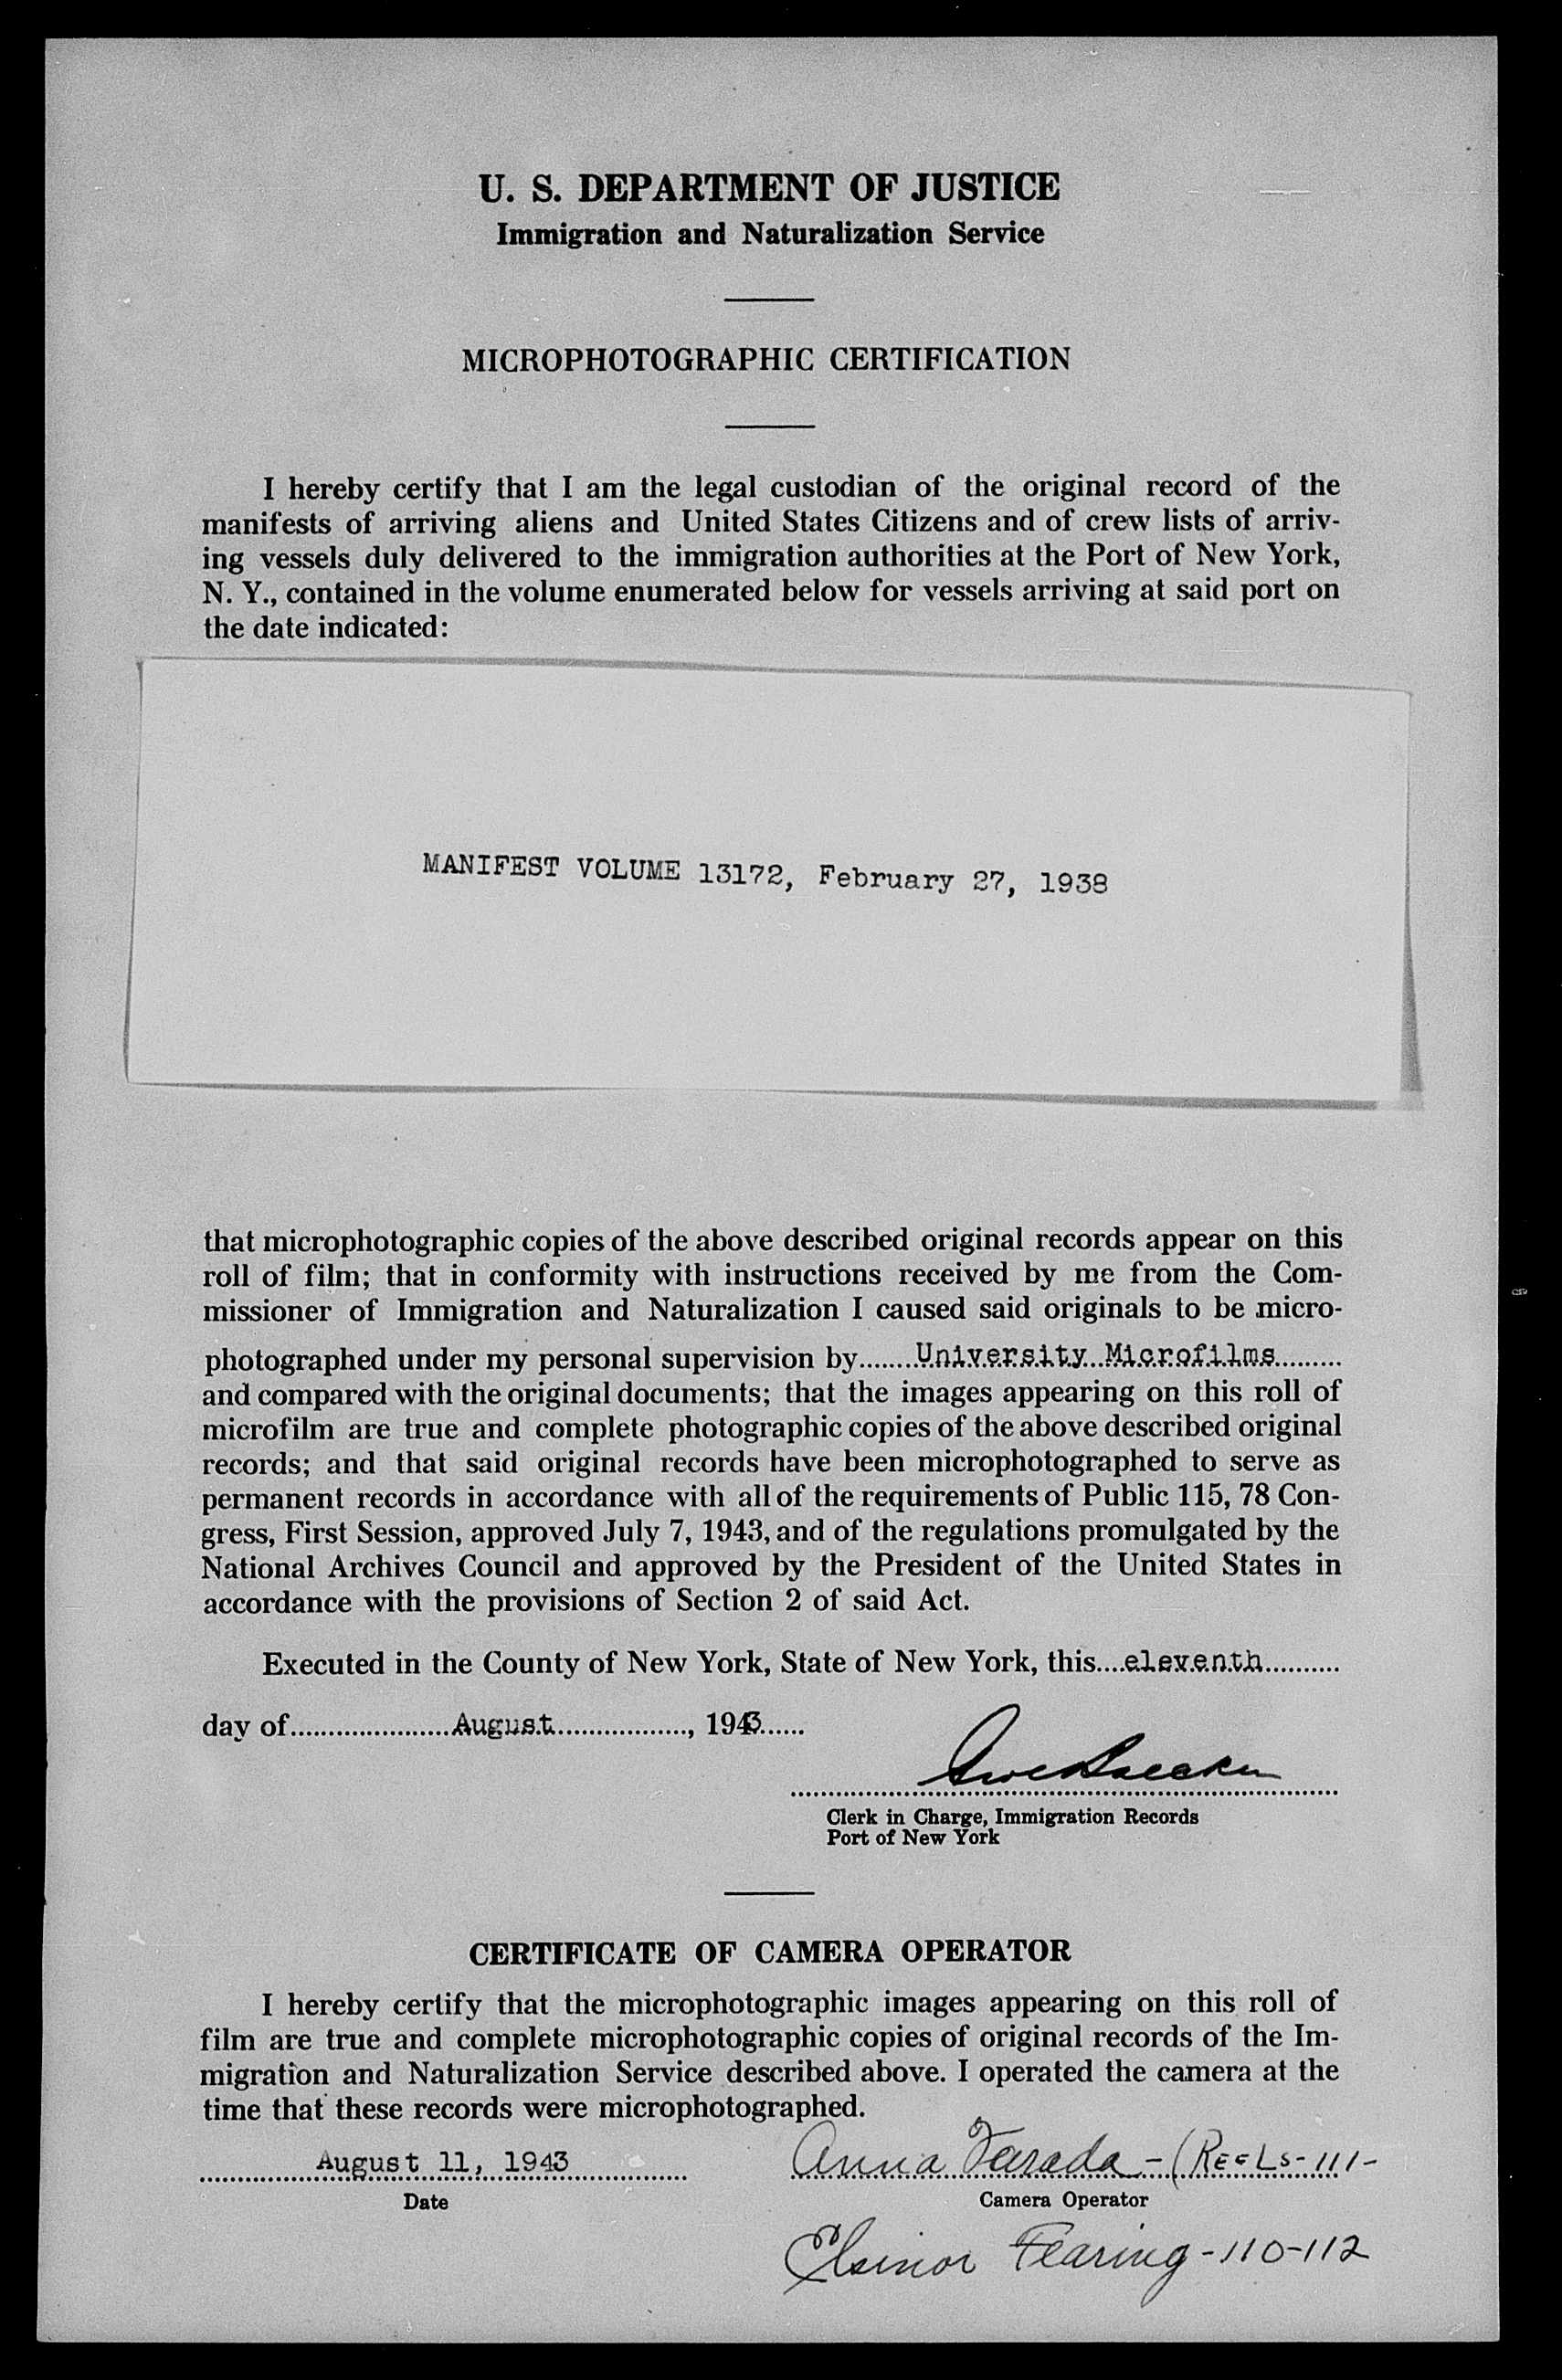 U. S. DEPARTMENT OF JUSTICE
Immigration and Naturalization Service
MICROPHOTOGRAPHIC CERTIFICATION
I hereby certify that I am the legal custodian of the original record of the
manifests of arriving aliens and United States Citizens and of crew lists of arriv-
ing vessels duly delivered to the immigration authorities at the Port of New York,
N. Y., contained in the volume enumerated below for vessels arriving at said port on
the date indicated:
MANIFEST VOLUME 13172, February 27, 1938
that microphotographic copies of the above described original records appear on this
roll of film; that in conformity with instructions received by me from the Com-
missioner of Immigration and Naturalization I caused said originals to be micro-
photographed under my personal supervision by.......University Microfilms.........
and compared with the original documents; that the images appearing on this roll of
microfilm are true and complete photographic copies of the above described original
records; and that said original records have been microphotographed to serve as
permanent records in accordance with all of the requirements of Public 115, 78 Con-
gress, First Session, approved July 7, 1943, and of the regulations promulgated by the
National Archives Council and approved by the President of the United States in
accordance with the provisions of Section 2 of said Act.
Executed in the County of New York, State of New York, this....eleventh...........
day of......................August.................., 1943......
Clerk in Charge, Immigration Records
Port of New York
CERTIFICATE OF CAMERA OPERATOR
I hereby certify that the microphotographic images appearing on this roll of
film are true and complete microphotographic copies of original records of the Im-
migration and Naturalization Service described above. I operated the camera at the
time that these records were microphotographed.
August 11, 1943 Anna - (REELS-111-
Date Camera Operator
Elsinor Fearing-110-112